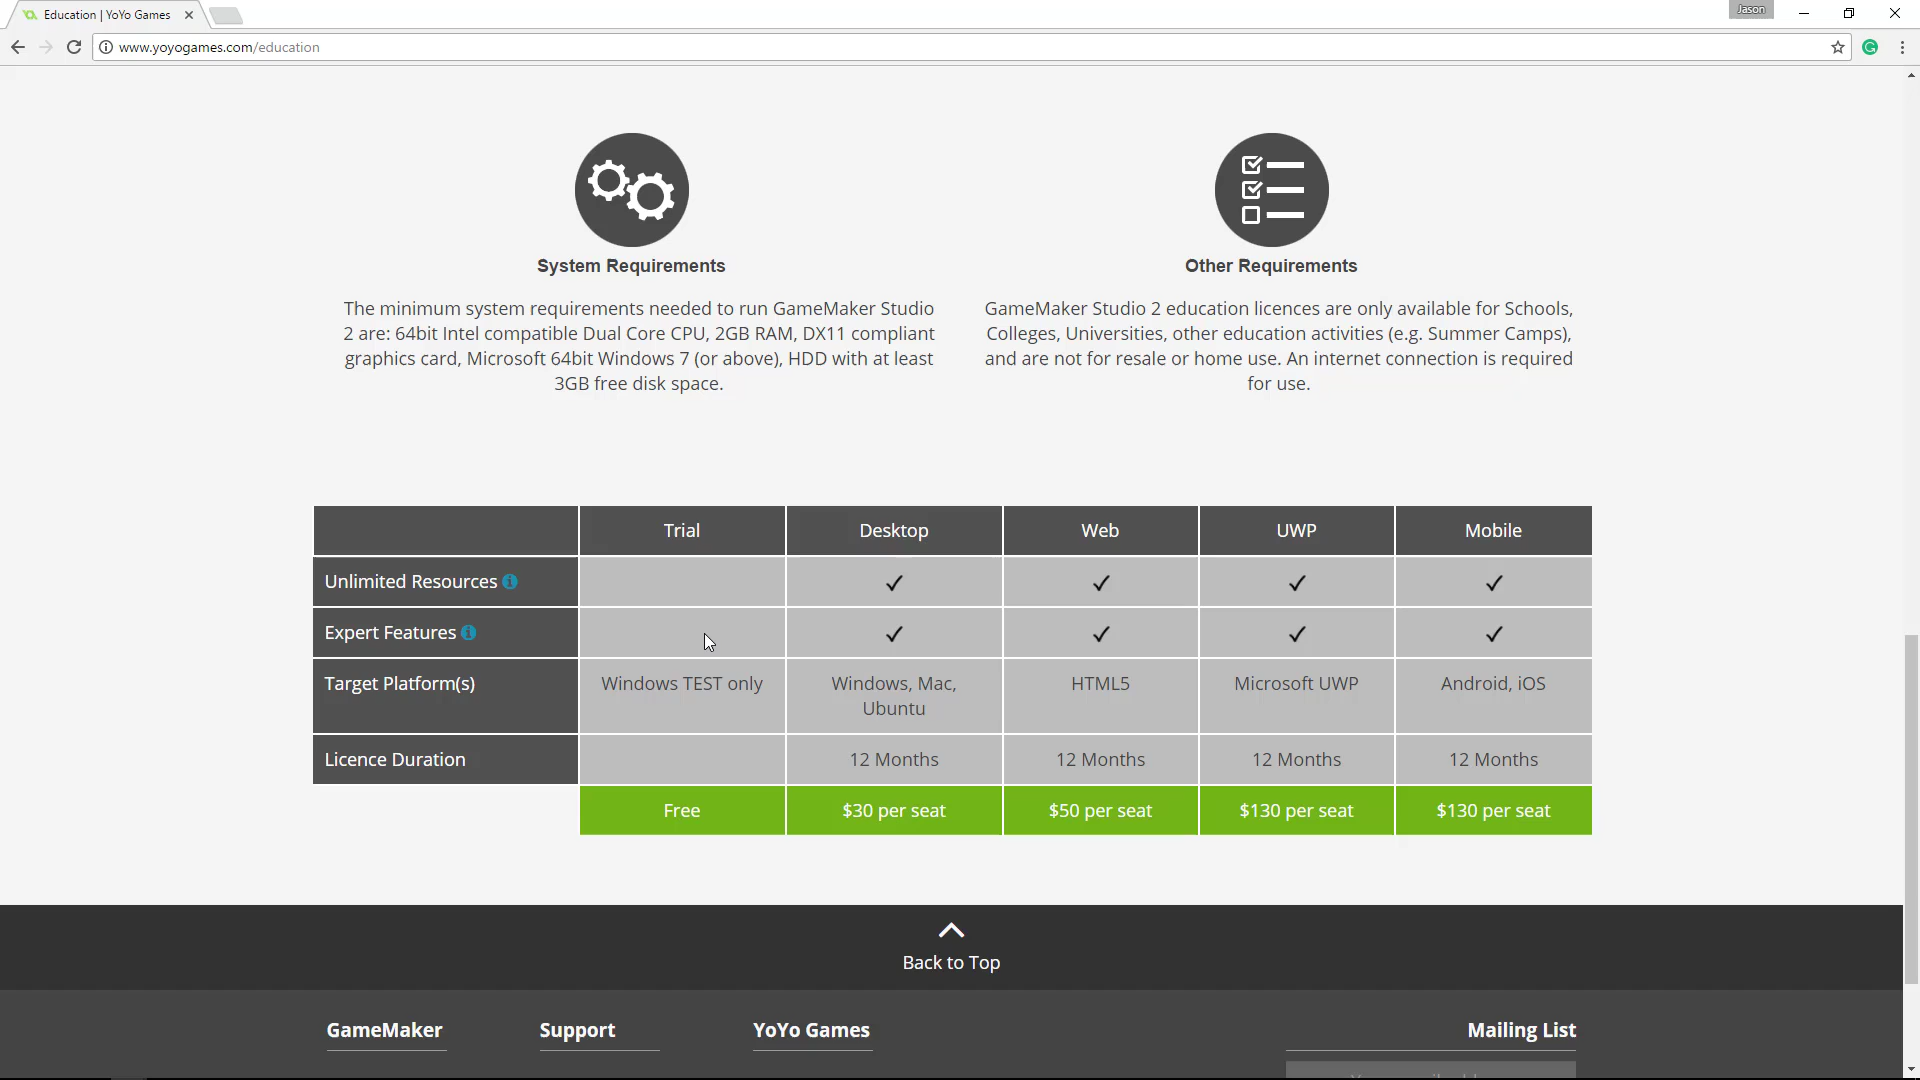 Education | YoYo Games
Jason
www.yoyogames.com/education
System Requirements
The minimum system requirements needed to run GameMaker Studio
2 are: 64bit Intel compatible Dual Core CPU, 2GB RAM, DX11 compliant
graphics card, Microsoft 64bit Windows 7 (or above), HDD with at least
3GB free disk space.
Other Requirements
GameMaker Studio 2 education licences are only available for Schools,
Colleges, Universities, other education activities (e.g. Summer Camps),
and are not for resale or home use. An internet connection is required
for use.
Trial Desktop Web UWP Mobile
Unlimited Resources
Expert Features
Target Platform(s) Windows TEST only Windows, Mac, HTML5 Microsoft UWP Android, iOS
Ubuntu
Licence Duration 12 Months 12 Months 12 Months 12 Months
Free $30 per seat $50 per seat $130 per seat $130 per seat
Back to Top
GameMaker Support YoYo Games Mailing List